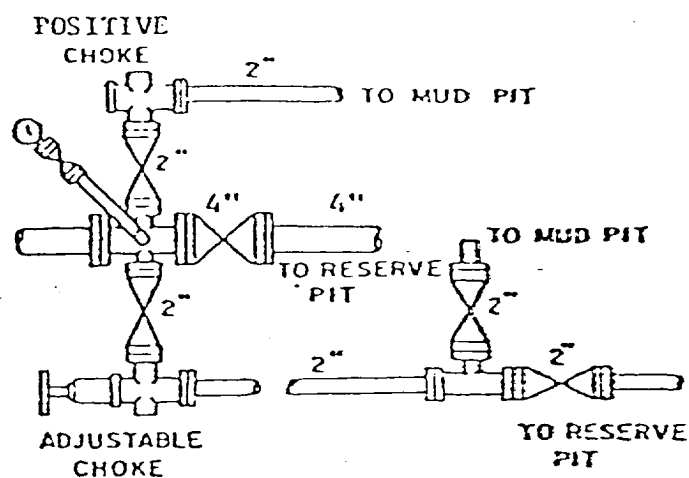 POSITIVE
CHOKE
2"
TO MUD PIT
2"
4"
4"
TO RESERVE
PIT
TO MUD PIT
2"
2"
2"
2"
ADJUSTABLE
CHOKE
TO RESERVE
PIT